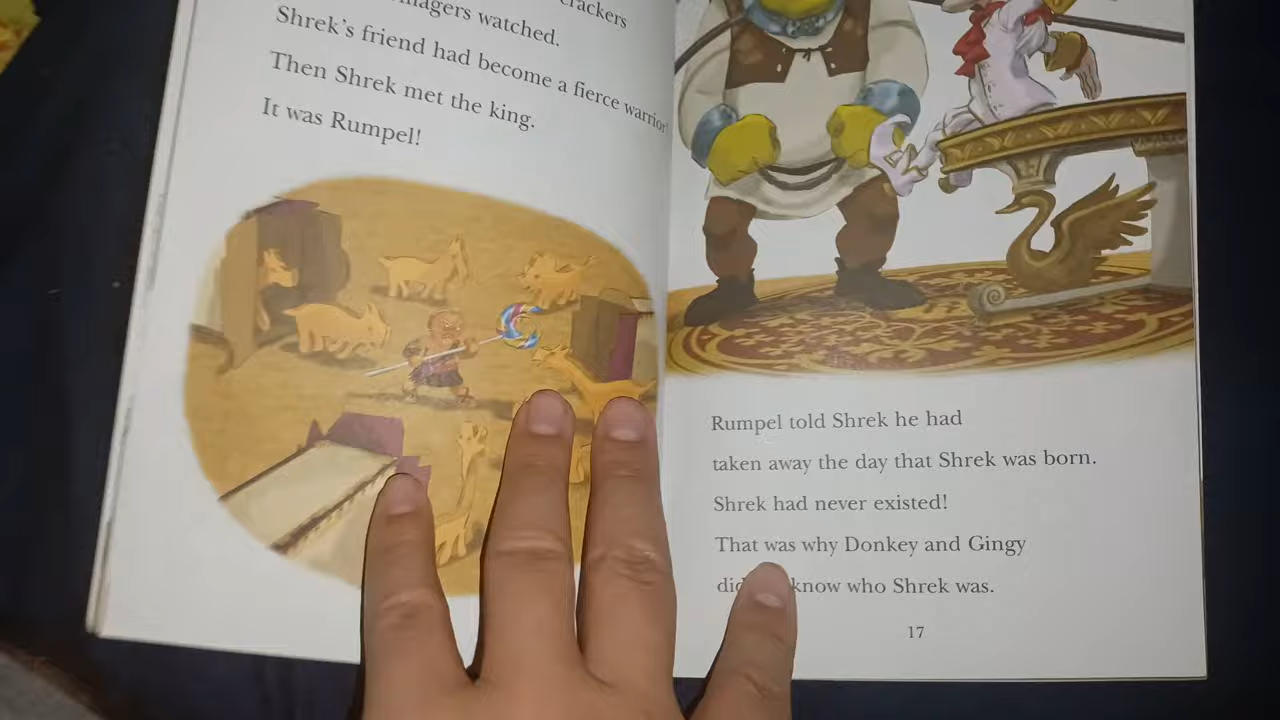 crackers
watched.
Shrek's friend had become a fierce warrior!
Then Shrek met the king.
It was Rumpel!
Rumpel told Shrek he had
taken away the day that Shrek was born.
Shrek had never existed!
That was why Donkey and Gingy
know who Shrek was.
17